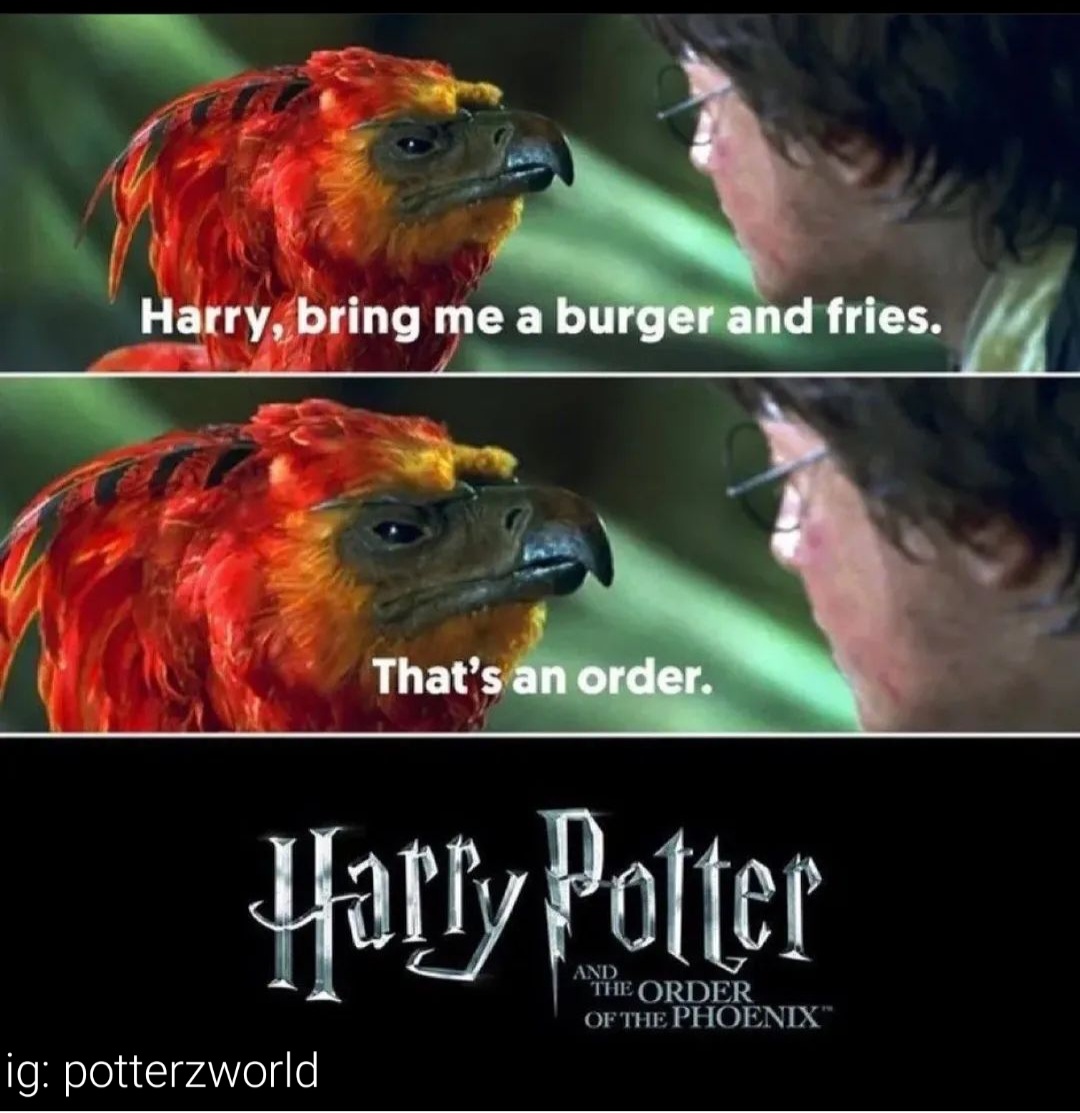 Harry, bring me a burger and fries.
That's an order.
Harry Potter
AND
THE ORDER
OF THE PHOENIX™
ig: potterzworld